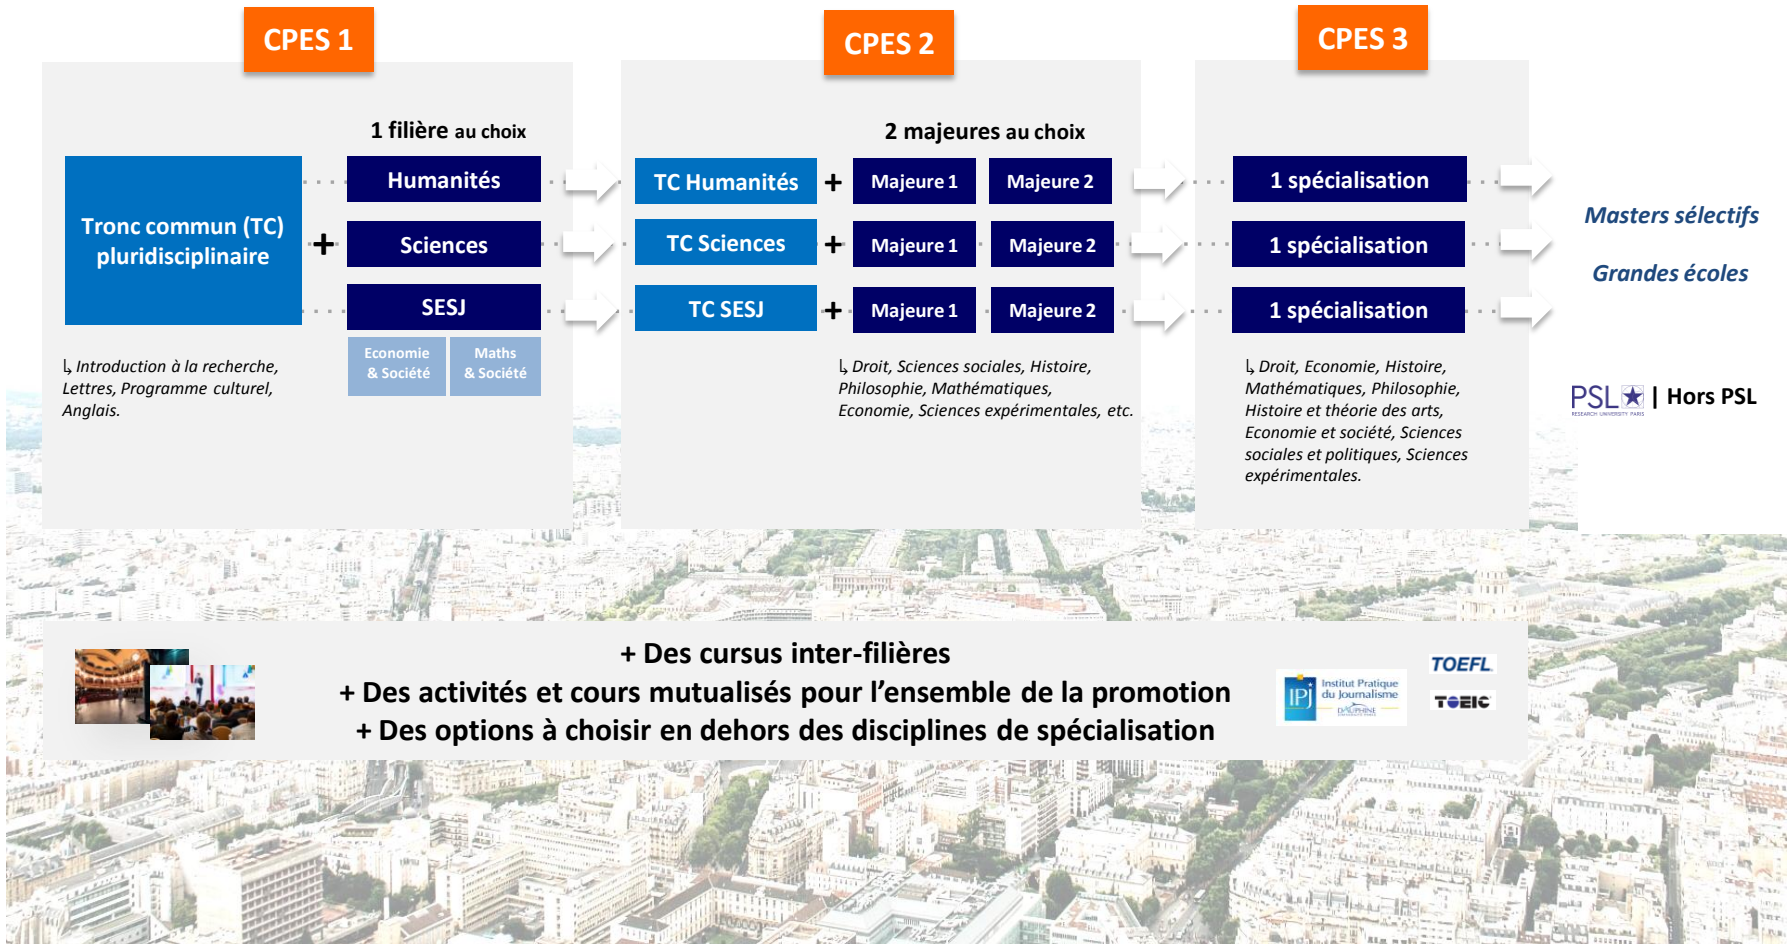 CPES 1
CPES 2
CPES 3
1 filière au choix
2 majeures au choix
Tronc commun (TC)
pluridisciplinaire
+
Humanités
Sciences
SESJ
Economie
& Société
Maths
& Société
TC Humanités + Majeure 1 Majeure 2
TC Sciences + Majeure 1 Majeure 2
TC SESJ + Majeure 1 Majeure 2
1 spécialisation
1 spécialisation
1 spécialisation
Masters sélectifs
Grandes écoles
↳ Introduction à la recherche,
Lettres, Programme culturel,
Anglais.
↳ Droit, Sciences sociales, Histoire,
Philosophie, Mathématiques,
Economie, Sciences expérimentales, etc.
↳ Droit, Economie, Histoire,
Mathématiques, Philosophie,
Histoire et théorie des arts,
Economie et société, Sciences
sociales et politiques, Sciences
expérimentales.
PSL | Hors PSL
RESEARCH UNIVERSITY PARIS
+ Des cursus inter-filières
+ Des activités et cours mutualisés pour l’ensemble de la promotion
+ Des options à choisir en dehors des disciplines de spécialisation
IPJ
Institut Pratique
du Journalisme
DAUPHINE
UNIVERSITÉ PARIS
TOEFL
TOEIC